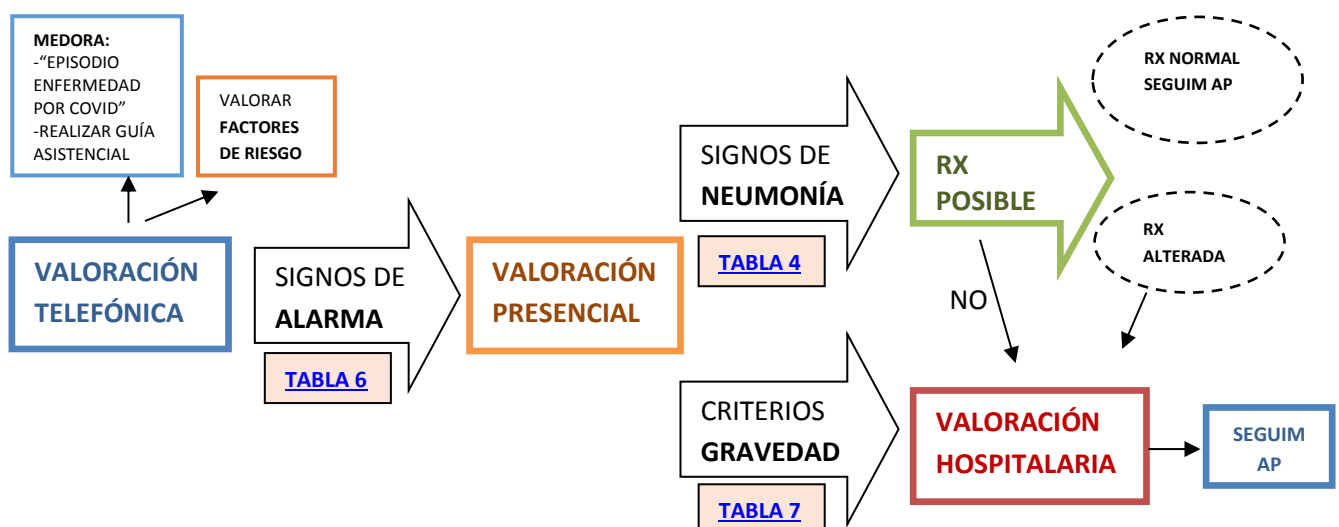 MEDORA:
-“EPISODIO
ENFERMEDAD
POR COVID”
-REALIZAR GUÍA
ASISTENCIAL
VALORAR
FACTORES
DE RIESGO
VALORACIÓN
TELEFÓNICA
SIGNOS DE
ALARMA
TABLA 6
VALORACIÓN
PRESENCIAL
SIGNOS DE
NEUMONÍA
TABLA 4
RX
POSIBLE
RX NORMAL
SEGUIM AP
RX
ALTERADA
NO
CRITERIOS
GRAVEDAD
TABLA 7
VALORACIÓN
HOSPITALARIA
SEGUIM
AP